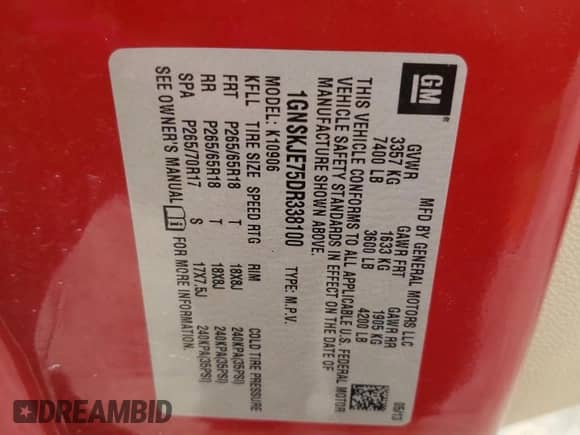 GM
MFD BY GENERAL MOTORS LLC 05/13
GVWR GAWR FRT GAWR RR
3357 KG 1633 KG 1905 KG
7400 LB 3600 LB 4200 LB
THIS VEHICLE CONFORMS TO ALL APPLICABLE U.S. FEDERAL MOTOR
VEHICLE SAFETY STANDARDS IN EFFECT ON THE DATE OF
MANUFACTURE SHOWN ABOVE.
1GNSKJE75DR338100 TYPE: M.P.V.
MODEL: K10906
KFLL TIRE SIZE SPEED RTG RIM COLD TIRE PRESSURE
FRT P265/65R18 T 18X8J 240KPA(35PSI)
RR P265/65R18 T 18X8J 240KPA(35PSI)
SPA P265/70R17 S 17X7.5J 240KPA(35PSI)
SEE OWNER'S MANUAL i FOR MORE INFORMATION.
DREAMBID